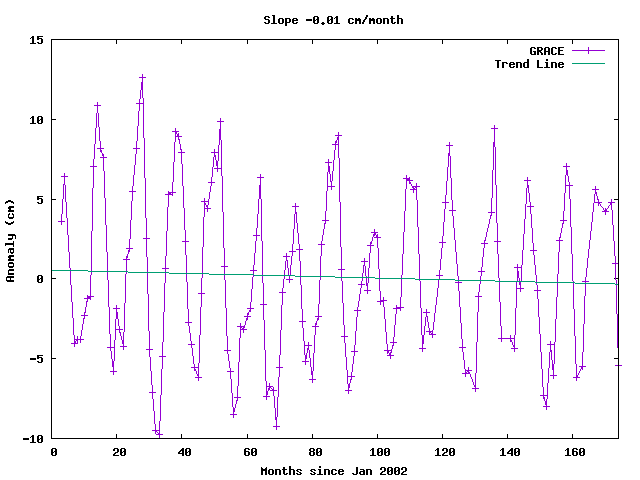 Slope -0.01 cm/month
GRACE
Trend Line
Anomaly (cm)
15
10
5
0
-5
-10
0 20 40 60 80 100 120 140 160
Months since Jan 2002